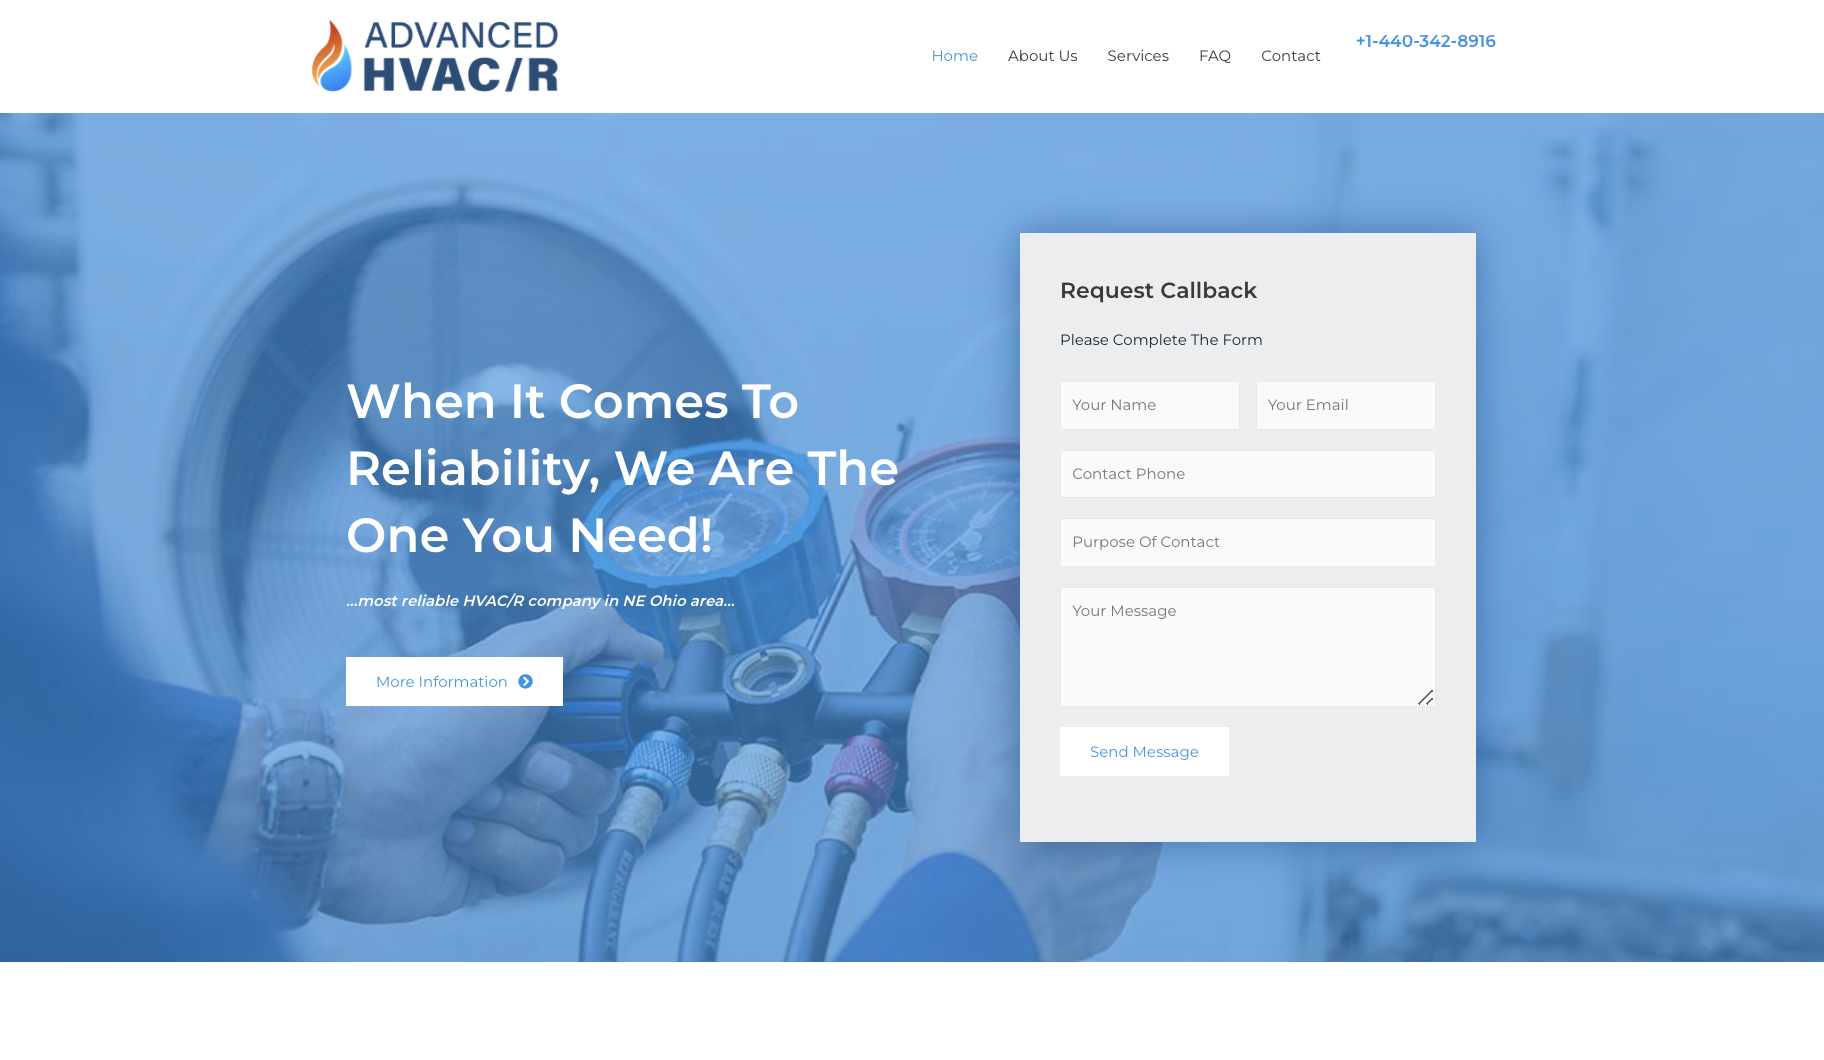 ADVANCED
HVAC/R
Home
About Us
Services
FAQ
Contact
+1-440-342-8916
When It Comes To
Reliability, We Are The
One You Need!
...most reliable HVAC/R company in NE Ohio area...
More Information
Request Callback
Please Complete The Form
Your Name
Your Email
Contact Phone
Purpose Of Contact
Your Message
Send Message